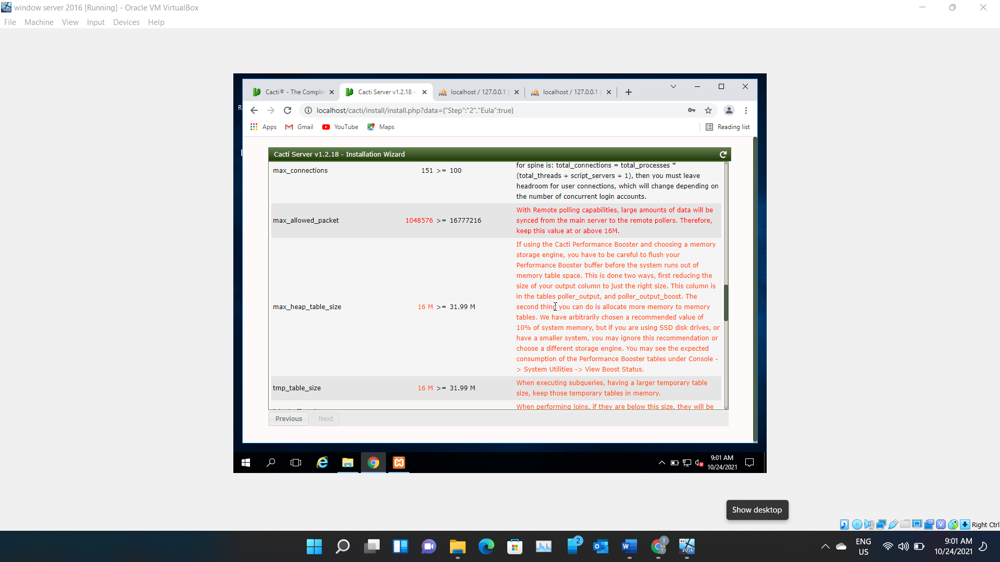 window server 2016 [Running] - Oracle VM VirtualBox
File Machine View Input Devices Help
Cacti® - The Comple
Cacti Server v1.2.18 -
localhost / 127.0.0.1
localhost / 127.0.0.1
localhost/cacti/install/install.php?data={"Step":"2","Eula":true}
Apps Gmail YouTube Maps Reading list
Cacti Server v1.2.18 - Installation Wizard
max_connections 151 >= 100
for spine is: total_connections = total_processes *
(total_threads + script_servers + 1), then you must leave
headroom for user connections, which will change depending on
the number of concurrent login accounts.
max_allowed_packet 1048576 >= 16777216
With Remote polling capabilities, large amounts of data will be
synced from the main server to the remote pollers. Therefore,
keep this value at or above 16M.
max_heap_table_size 16 M >= 31.99 M
If using the Cacti Performance Booster and choosing a memory
storage engine, you have to be careful to flush your
Performance Booster buffer before the system runs out of
memory table space. This is done two ways, first reducing the
size of your output column to just the right size. This column is
in the tables poller_output, and poller_output_boost. The
second thing you can do is allocate more memory to memory
tables. We have arbitrarily chosen a recommended value of
10% of system memory, but if you are using SSD disk drives, or
have a smaller system, you may ignore this recommendation or
choose a different storage engine. You may see the expected
consumption of the Performance Booster tables under Console -
> System Utilities -> View Boost Status.
tmp_table_size 16 M >= 31.99 M
When executing subqueries, having a larger temporary table
size, keep those temporary tables in memory.
When performing joins, if they are below this size, they will be
Previous Next
9:01 AM
10/24/2021
Show desktop
Right Ctrl
2
ENG
US
9:01 AM
10/24/2021